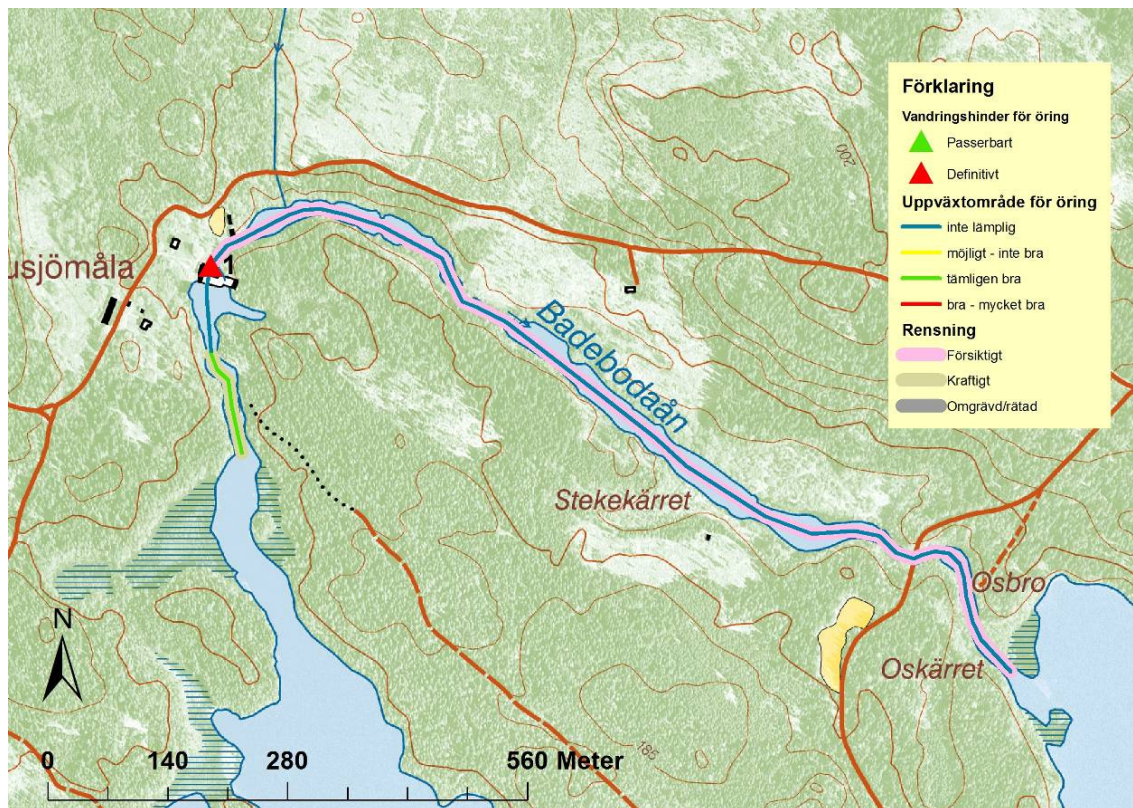 Förklaring
Vandringshinder för öring
Passerbart
Definitivt
Uppväxtområde för öring
inte lämplig
möjligt - inte bra
tämligen bra
bra - mycket bra
Rensning
Försiktigt
Kraftigt
Omgrävd/rätad
200
usjömåla
1
Badebodaån
Stekekärret
Osbro
Oskärret
N
185
0 140 280 560 Meter